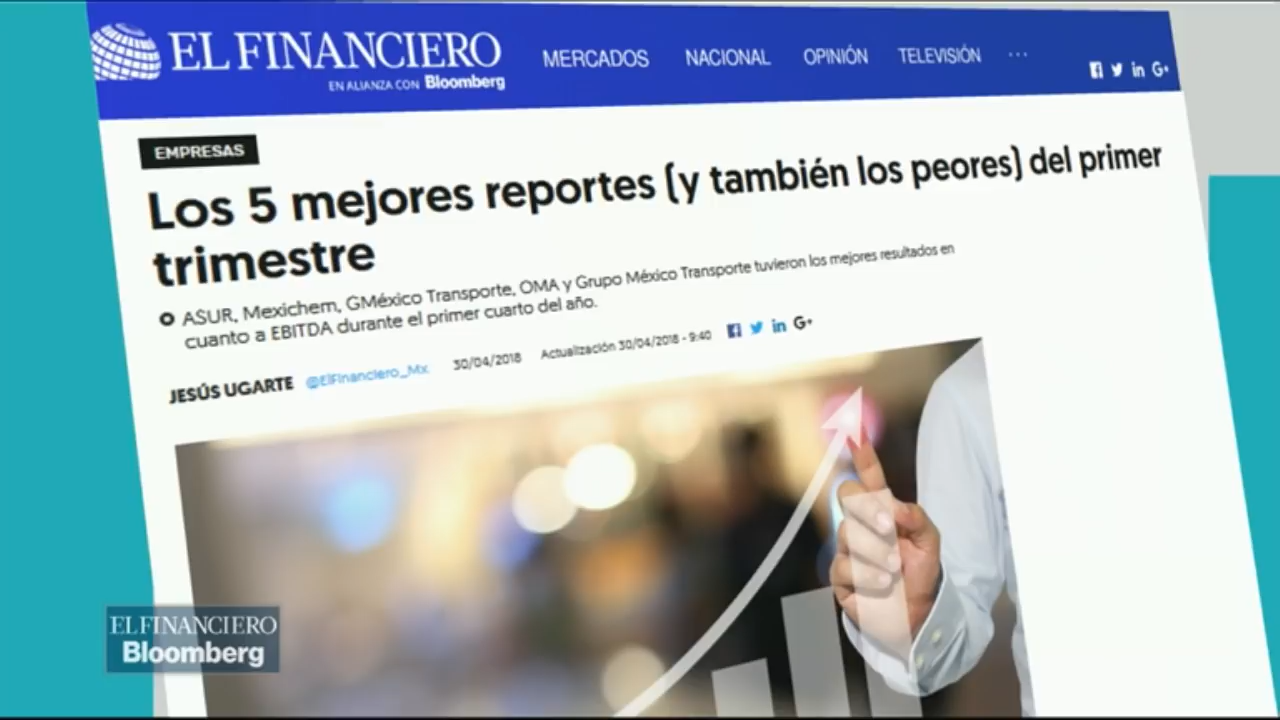 EL FINANCIERO
EN ALIANZA CON Bloomberg
MERCADOS NACIONAL OPINIÓN TELEVISIÓN ...
EMPRESAS
Los 5 mejores reportes (y también los peores) del primer
trimestre
ASUR, Mexichem, GMéxico Transporte, OMA y Grupo México Transporte tuvieron los mejores resultados en
cuanto a EBITDA durante el primer cuarto del año.
JESÚS UGARTE @ElFinanciero_Mx 30/04/2018 Actualización 30/04/2018 - 9:40
EL FINANCIERO
Bloomberg